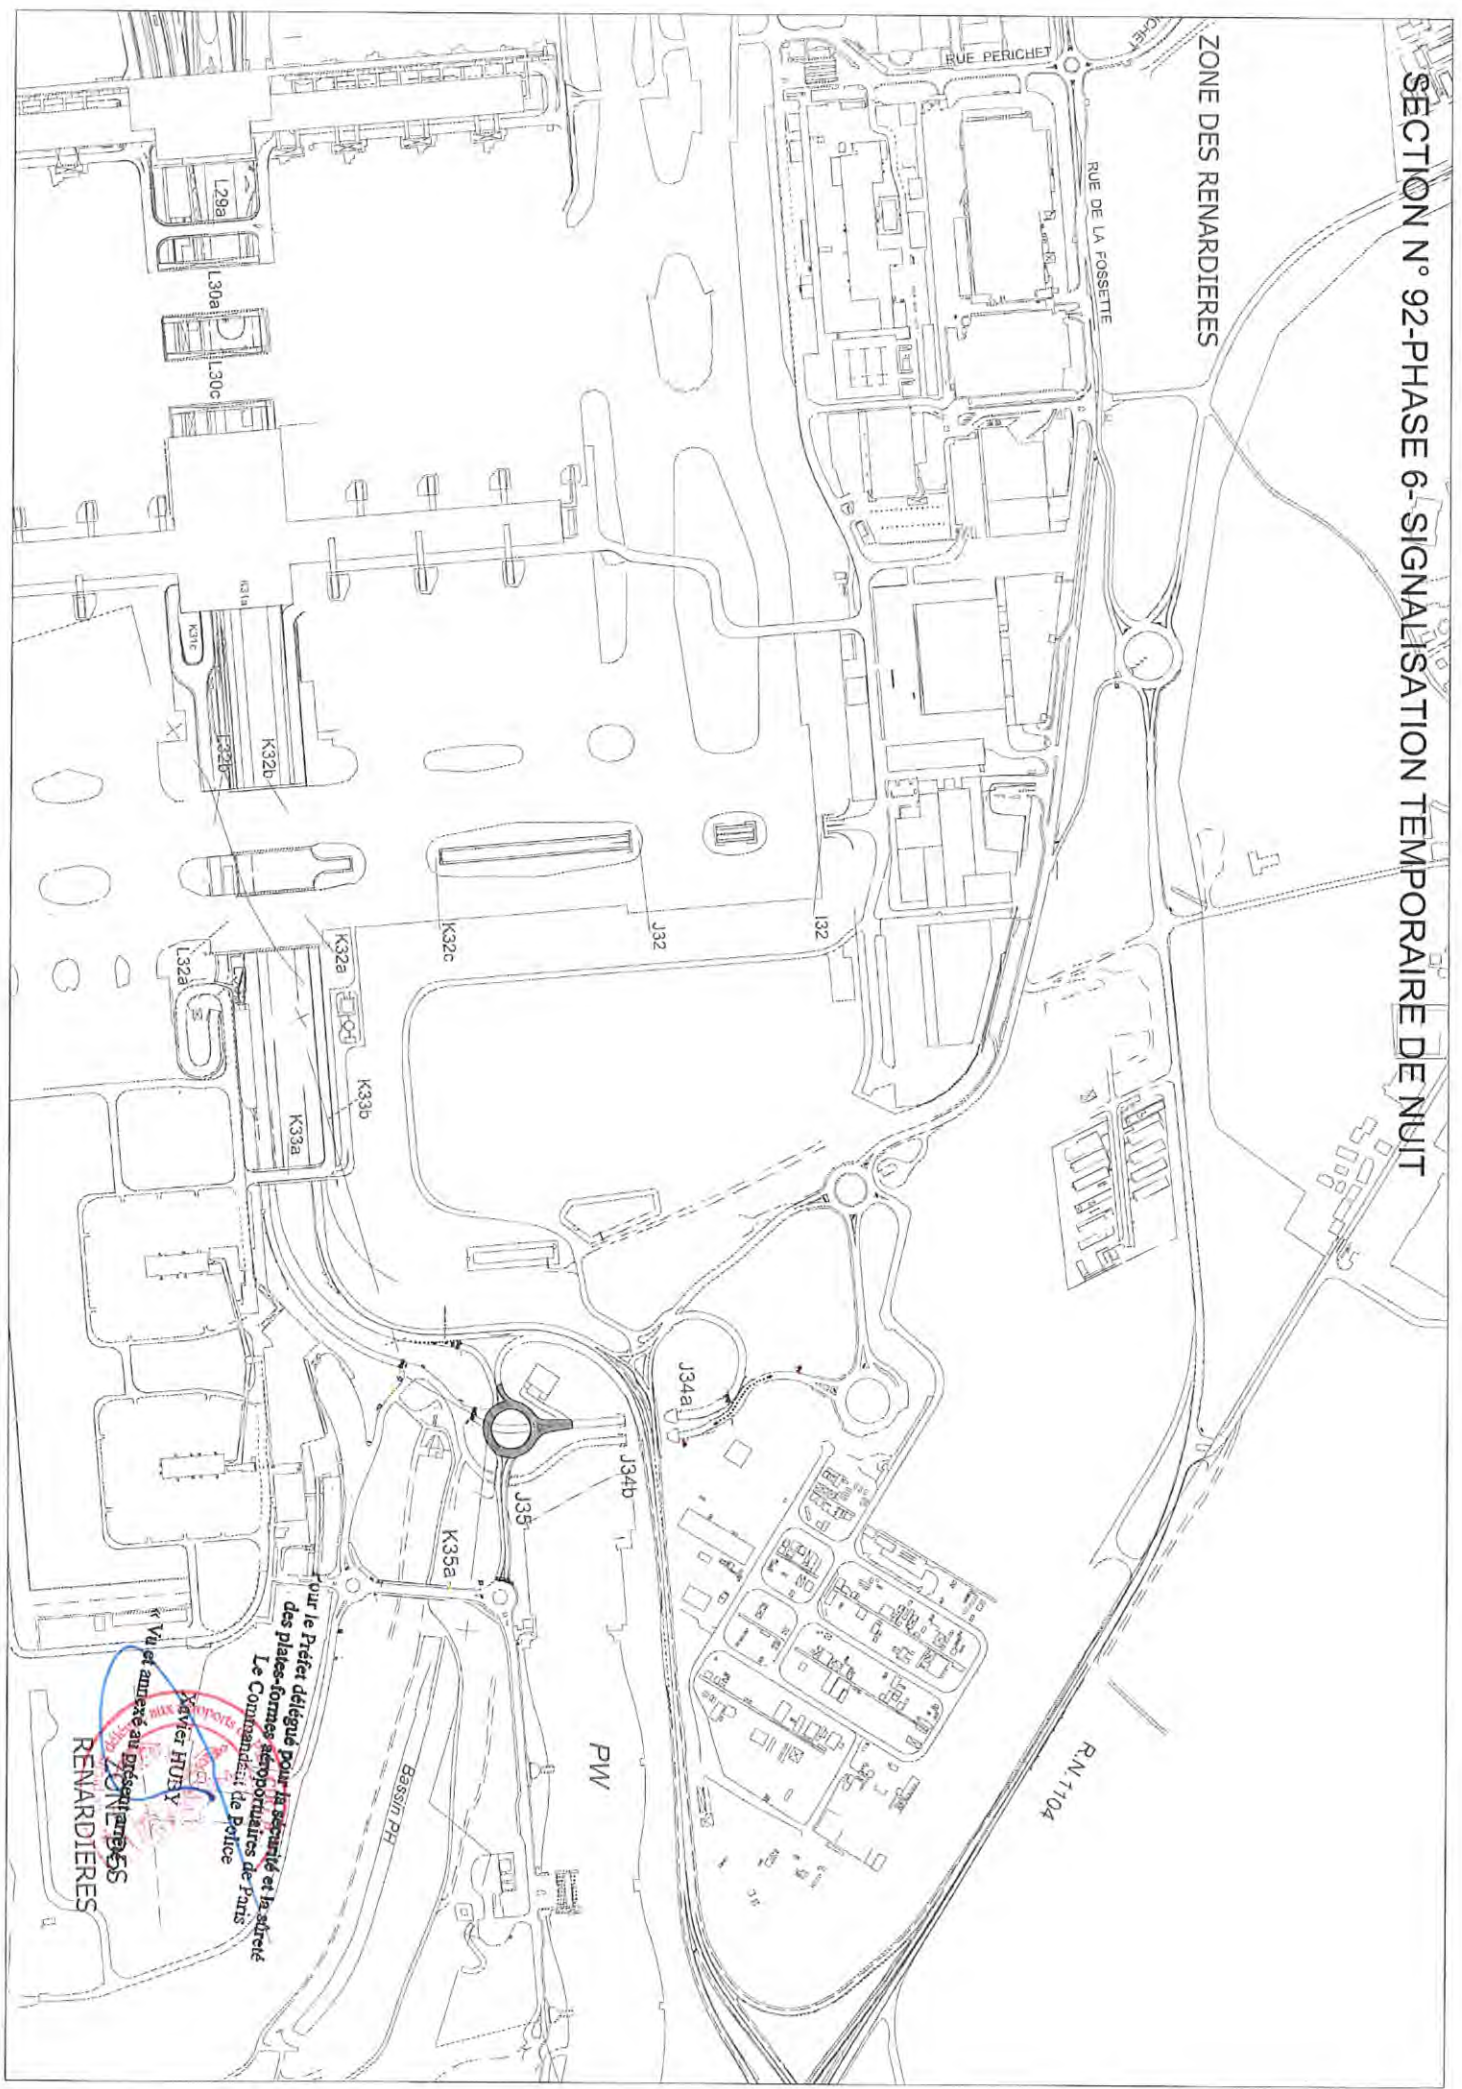 SECTION N° 92-PHASE 6- SIGNALISATION TEMPORAIRE DE NUIT
ZONE DES RENARDIERES
RUE PERICHET
RUE DE LA FOSSETTE
L29a
L30a
L30c
K31a
K31c
L32b
K32b
K32c
J32
I32
K32a
L32a
K33b
K33a
J34a
J34b
J35
K35a
R.N.1104
PW
Bassin PH
our le Préfet délégué pour la sécurité et la sûreté
des plates-formes aéroportuaires de Paris
Le Commandant de Police
Xavier HUBY
« Vu et annexé au présent arrêté
ZONE DES
RENARDIERES